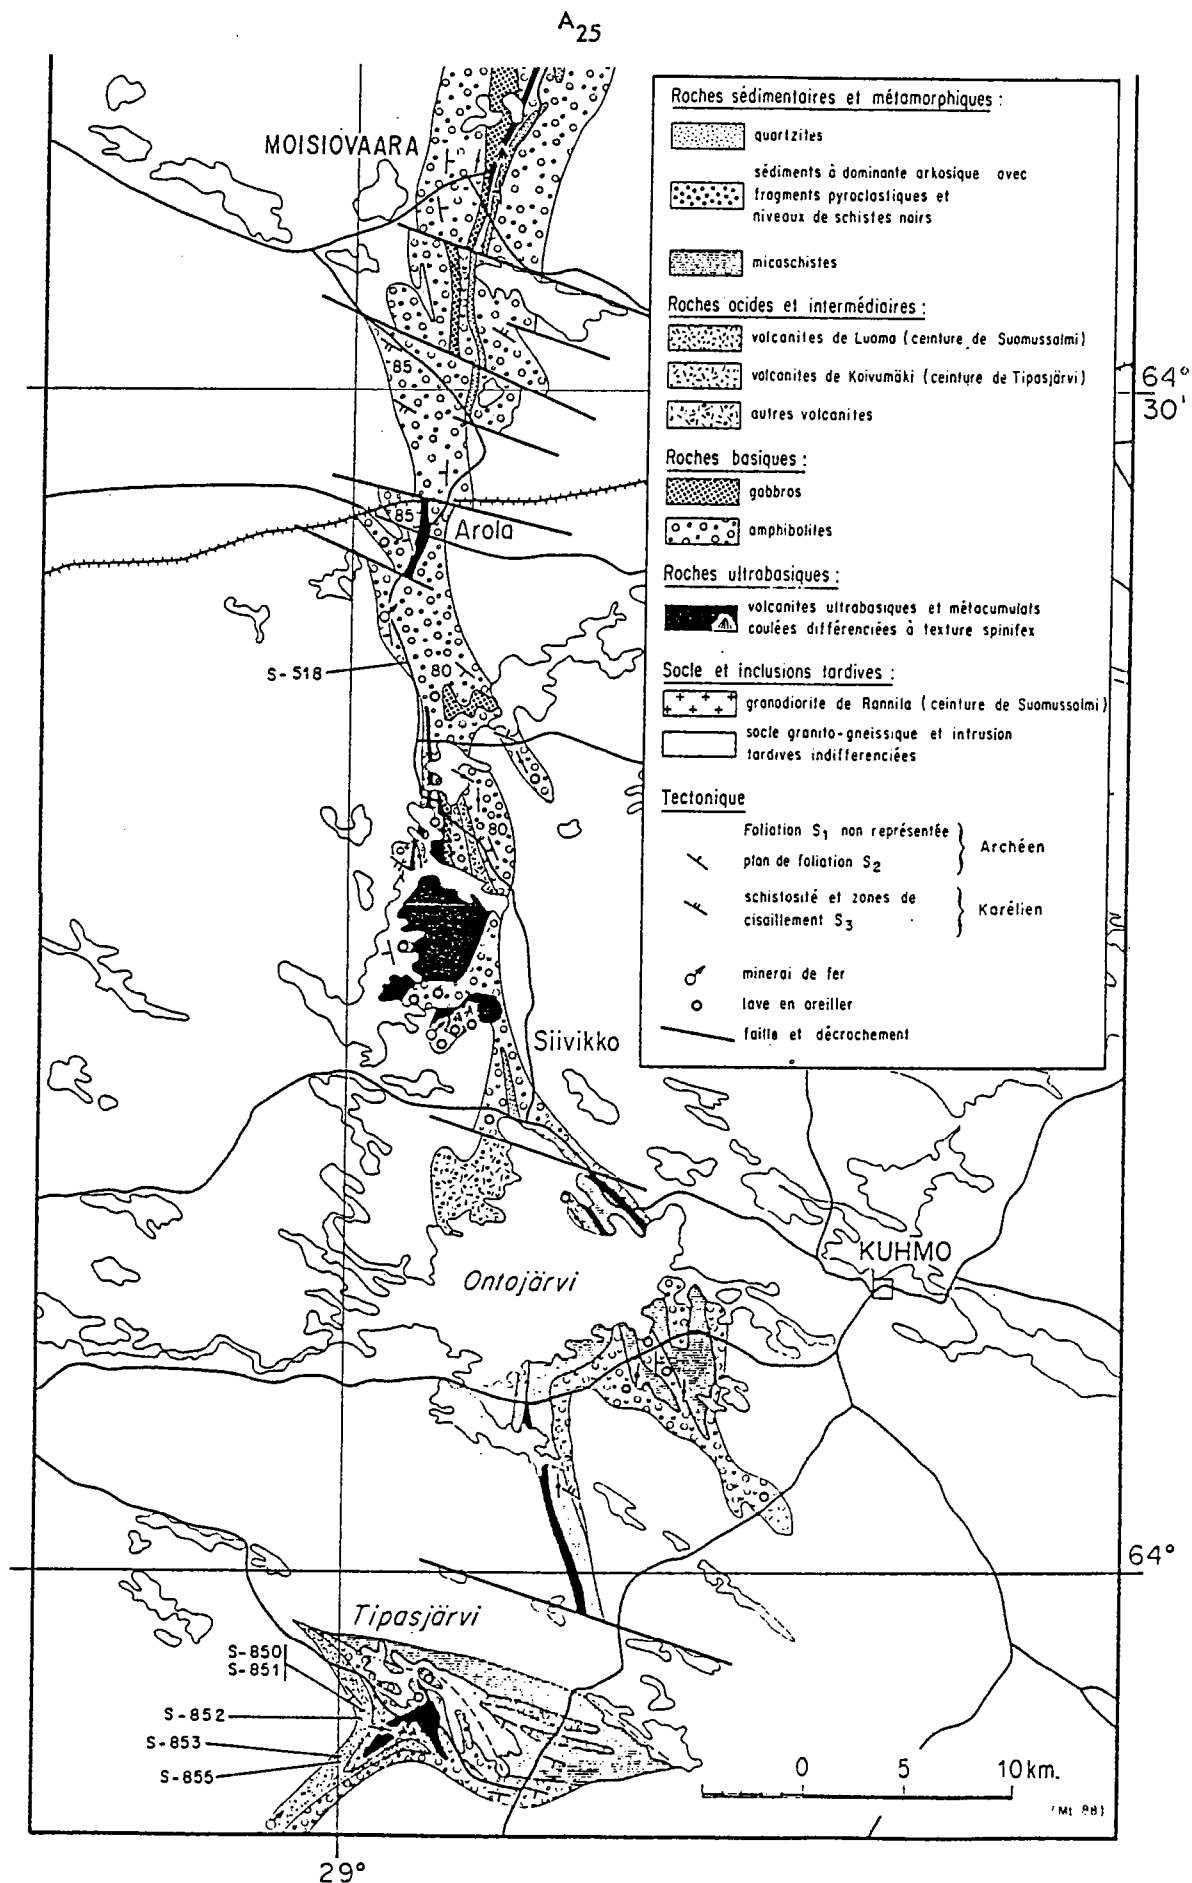 A25
MOISIOVAARA
85
85
Arola
S-518
80
80
Siivikko
KUHMO
Ontojärvi
Tipasjärvi
S-850
S-851
S-852
S-853
S-855
64°
30'
64°
29°
0 5 10 km.
Roches sédimentaires et métamorphiques :
quartzites
sédiments à dominante arkosique avec
fragments pyroclastiques et
niveaux de schistes noirs
micaschistes
Roches acides et intermédiaires :
volcanites de Luoma (ceinture de Suomussalmi)
volcanites de Koivumäki (ceinture de Tipasjärvi)
autres volcanites
Roches basiques :
gabbros
amphibolites
Roches ultrabasiques :
volcanites ultrabasiques et métacumulats
coulées différenciées à texture spinifex
Socle et inclusions tardives :
granodiorite de Rannila (ceinture de Suomussalmi)
socle granito-gneissique et intrusion
tardives indifferenciées
Tectonique
Foliation S1 non représentée
plan de foliation S2
Archéen
schistosité et zones de
cisaillement S3
Karélien
minerai de fer
lave en oreiller
faille et décrochement